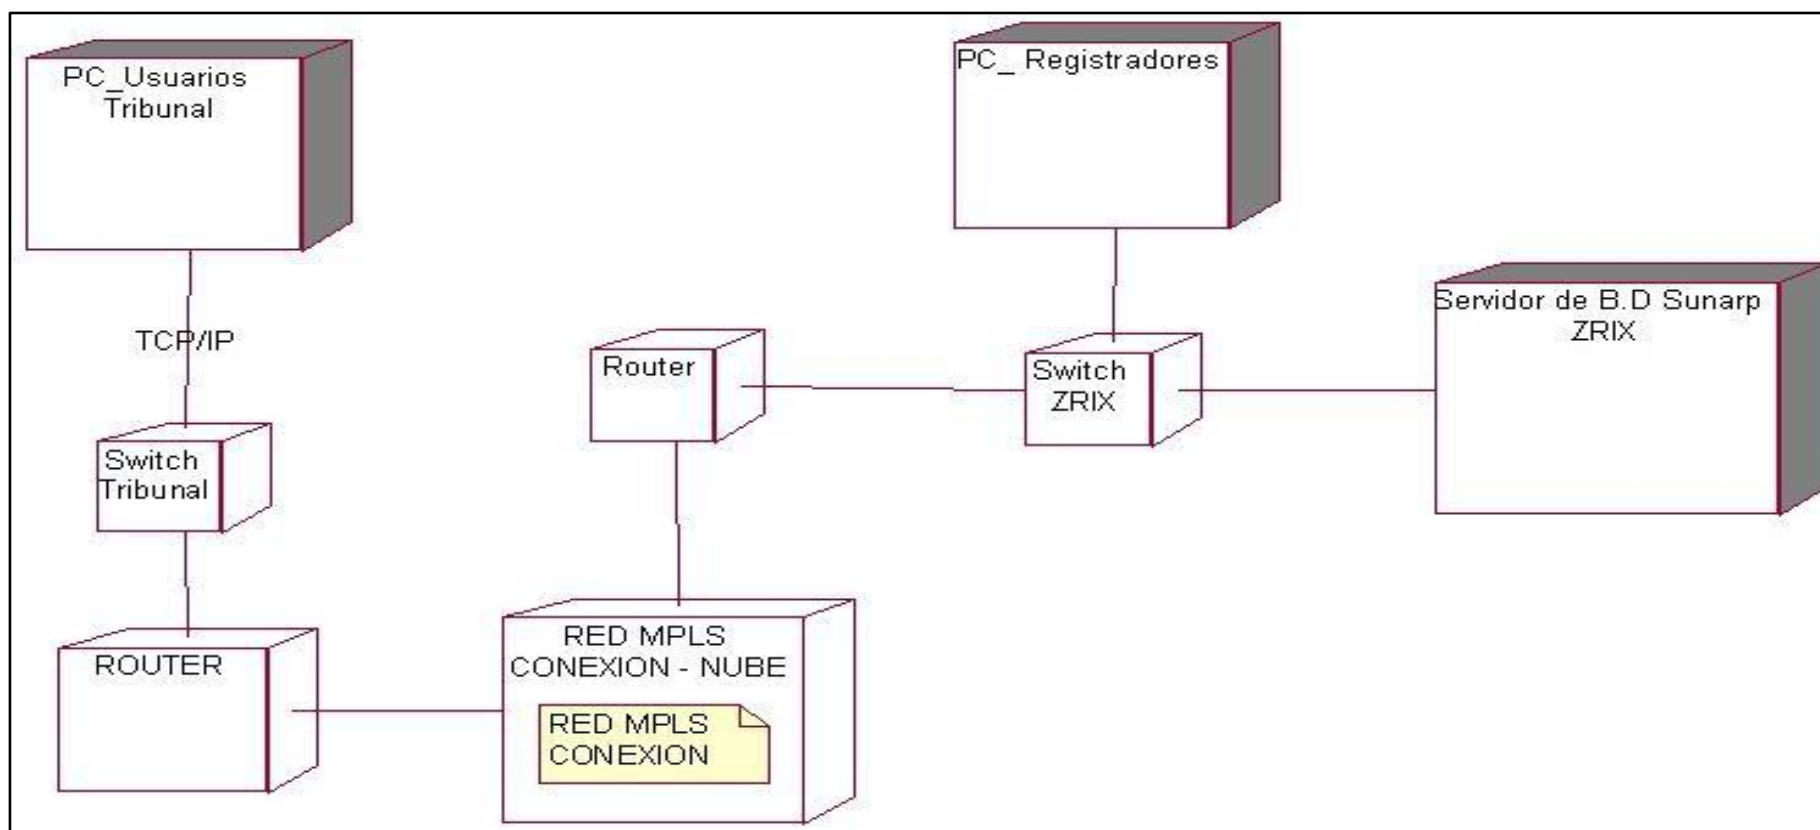 PC_Usuarios
Tribunal
PC_ Registradores
Servidor de B.D Sunarp
ZRIX
TCP/IP
Router
Switch
ZRIX
Switch
Tribunal
ROUTER
RED MPLS
CONEXION - NUBE
RED MPLS
CONEXION